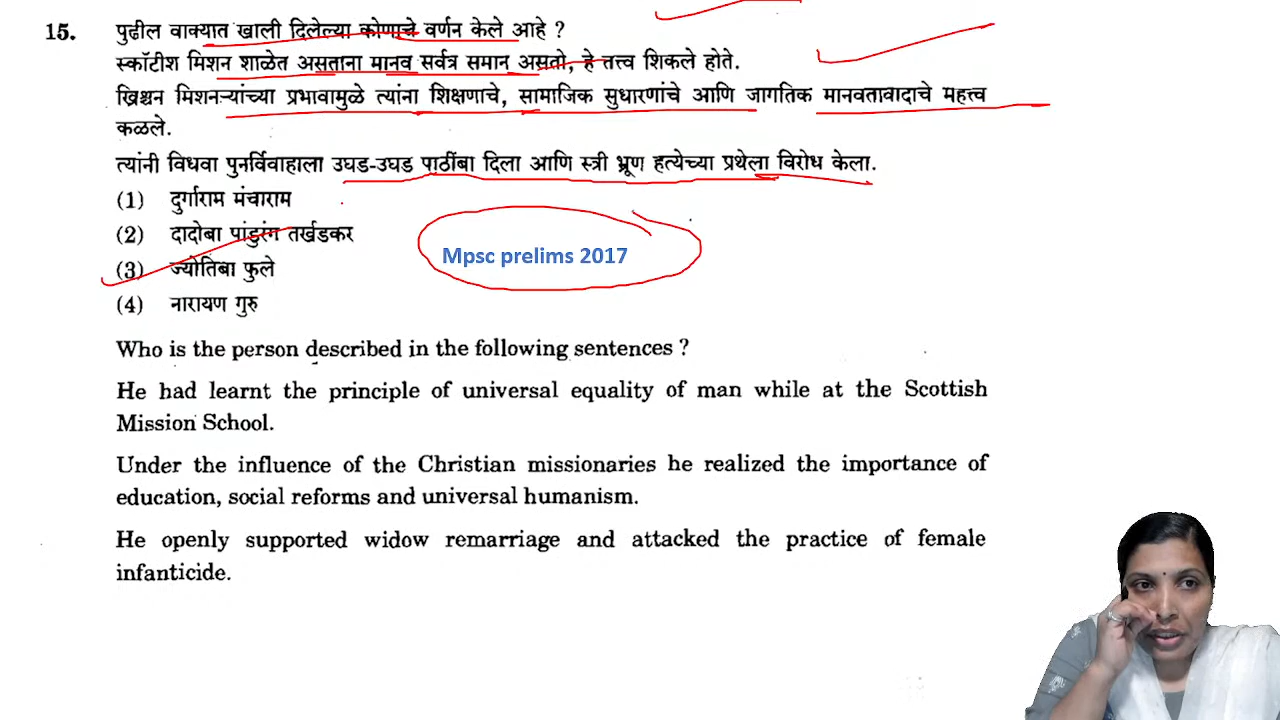 15. पुढील वाक्यात खाली दिलेल्या कोणाचे वर्णन केले आहे ?
स्कॉटीश मिशन शाळेत असताना मानव सर्वत्र समान असतो, हे तत्त्व शिकले होते.
ख्रिश्चन मिशनऱ्यांच्या प्रभावामुळे त्यांना शिक्षणाचे, सामाजिक सुधारणांचे आणि जागतिक मानवतावादाचे महत्त्व
कळले.
त्यांनी विधवा पुनर्विवाहाला उघड-उघड पाठींबा दिला आणि स्त्री भ्रूण हत्येच्या प्रथेला विरोध केला.
(1) दुर्गाराम मंचाराम
(2) दादोबा पांडुरंग तर्खडकर
(3) ज्योतिबा फुले
(4) नारायण गुरु
Mpsc prelims 2017
Who is the person described in the following sentences ?
He had learnt the principle of universal equality of man while at the Scottish
Mission School.
Under the influence of the Christian missionaries he realized the importance of
education, social reforms and universal humanism.
He openly supported widow remarriage and attacked the practice of female
infanticide.